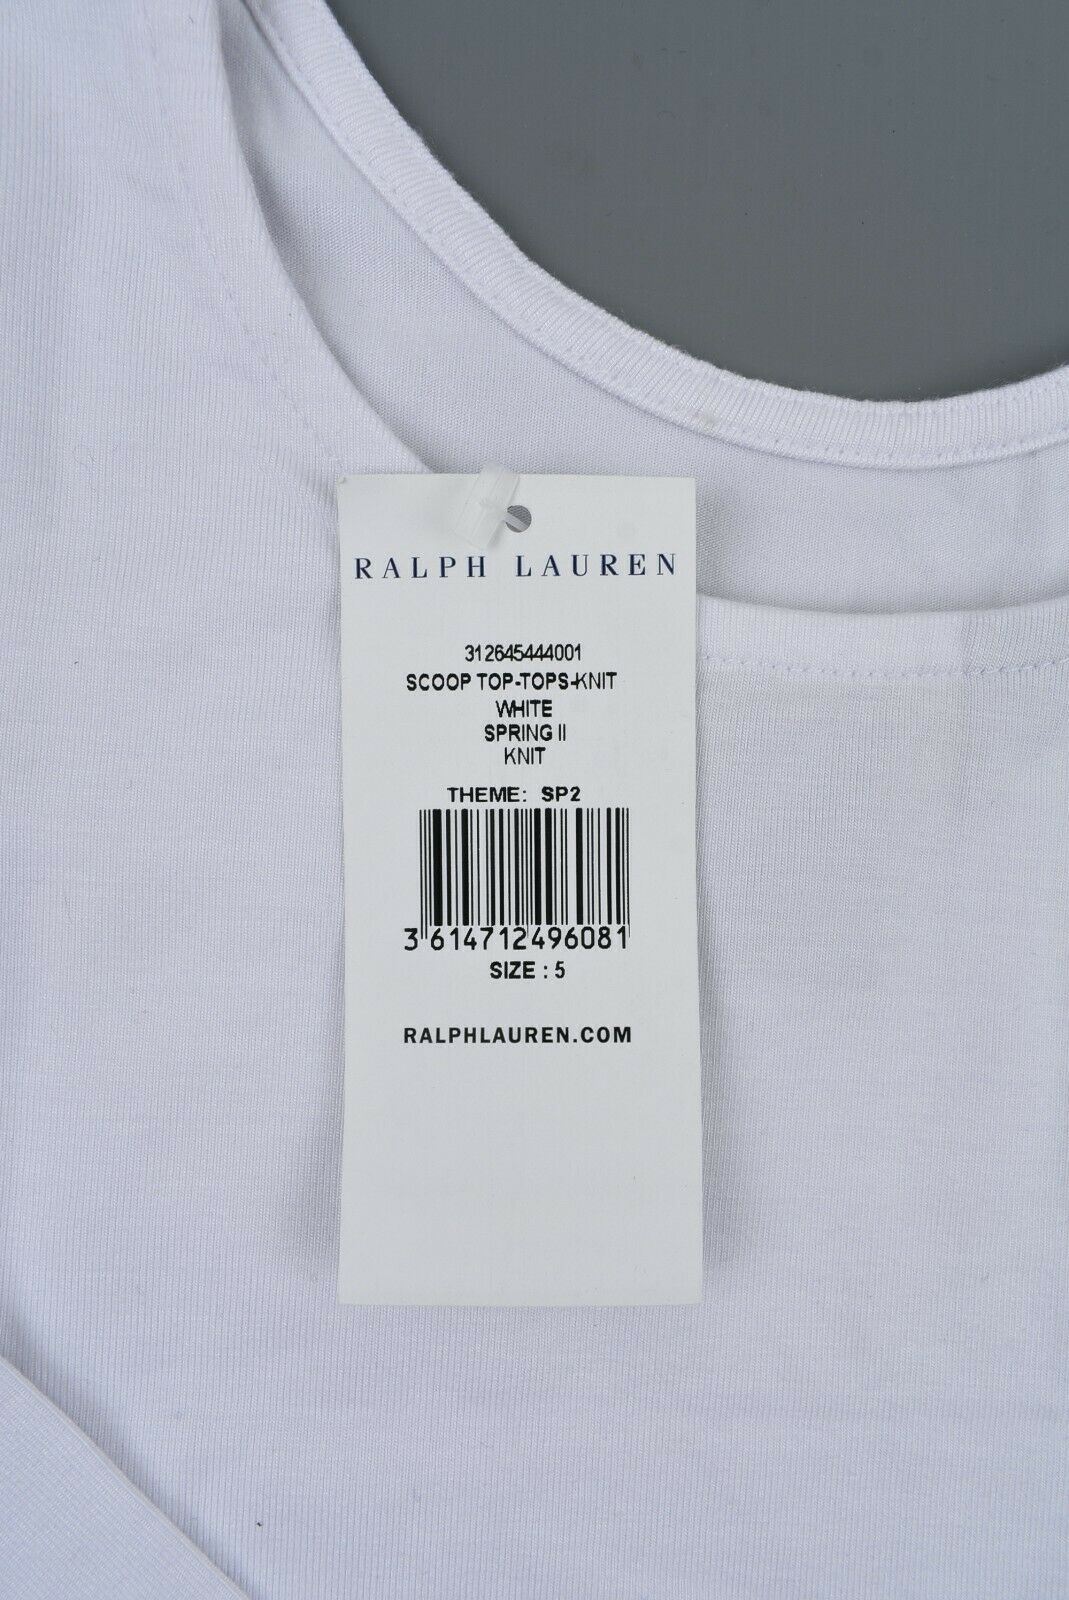 RALPH LAUREN
312645444001
SCOOP TOP-TOPS-KNIT
WHITE
SPRING II
KNIT
THEME: SP2
3 614712 496081
SIZE : 5
RALPHLAUREN.COM